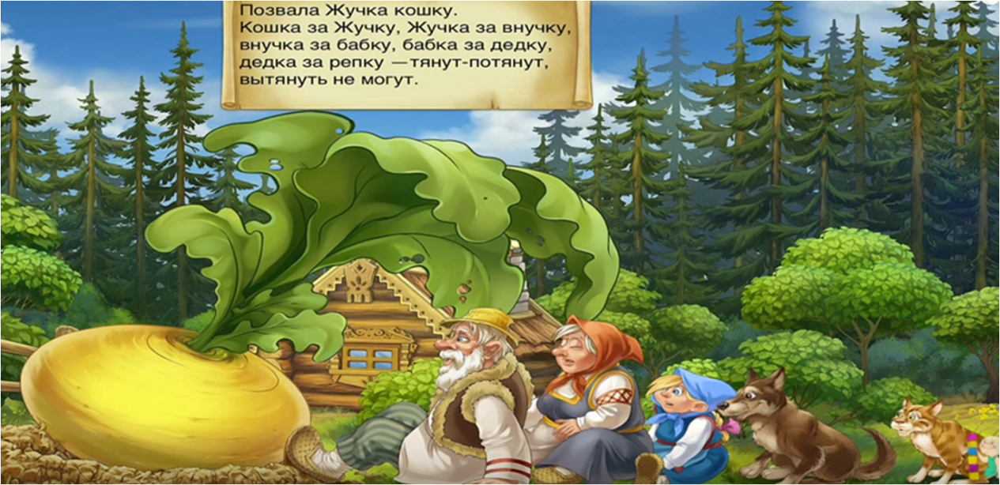 Позвала Жучка кошку.
Кошка за Жучку, Жучка за внучку,
внучка за бабку, бабка за дедку,
дедка за репку —тянут-потянут,
вытянуть не могут.